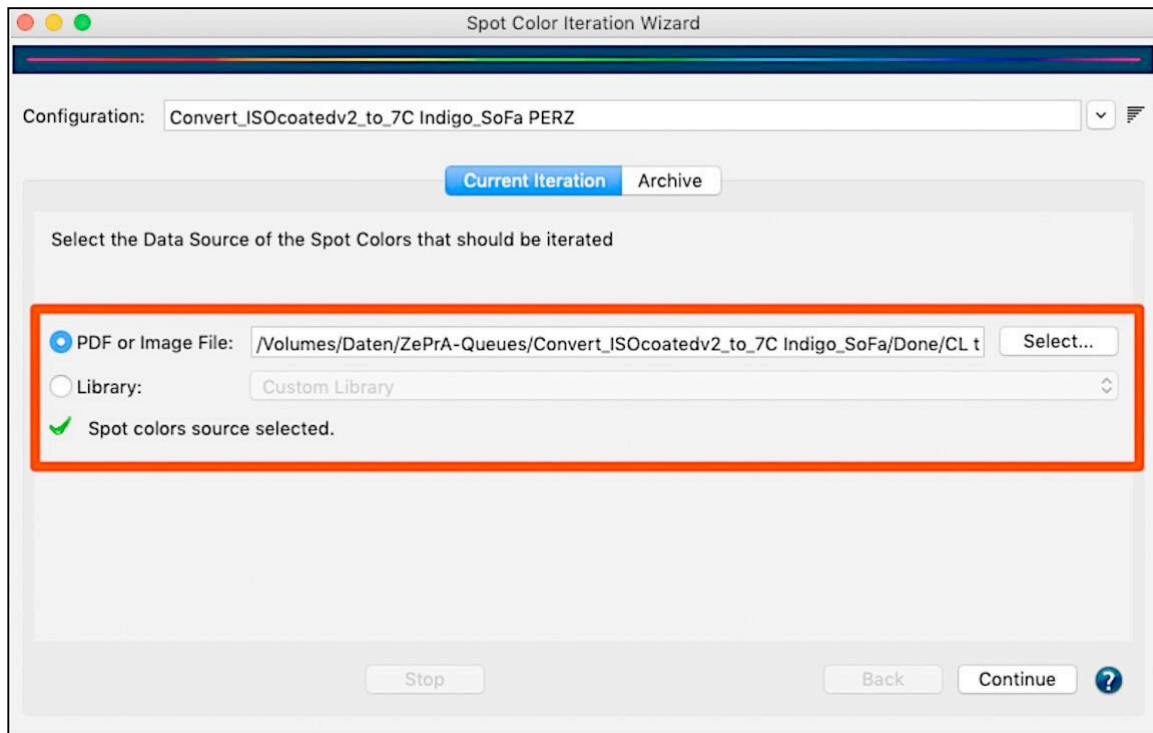 Spot Color Iteration Wizard
Configuration: Convert_ISOcoatedv2_to_7C Indigo_SoFa PERZ
Current Iteration Archive
Select the Data Source of the Spot Colors that should be iterated
PDF or Image File: /Volumes/Daten/ZePrA-Queues/Convert_ISOcoatedv2_to_7C Indigo_SoFa/Done/CL t Select...
Library: Custom Library
Spot colors source selected.
Stop Back Continue ?